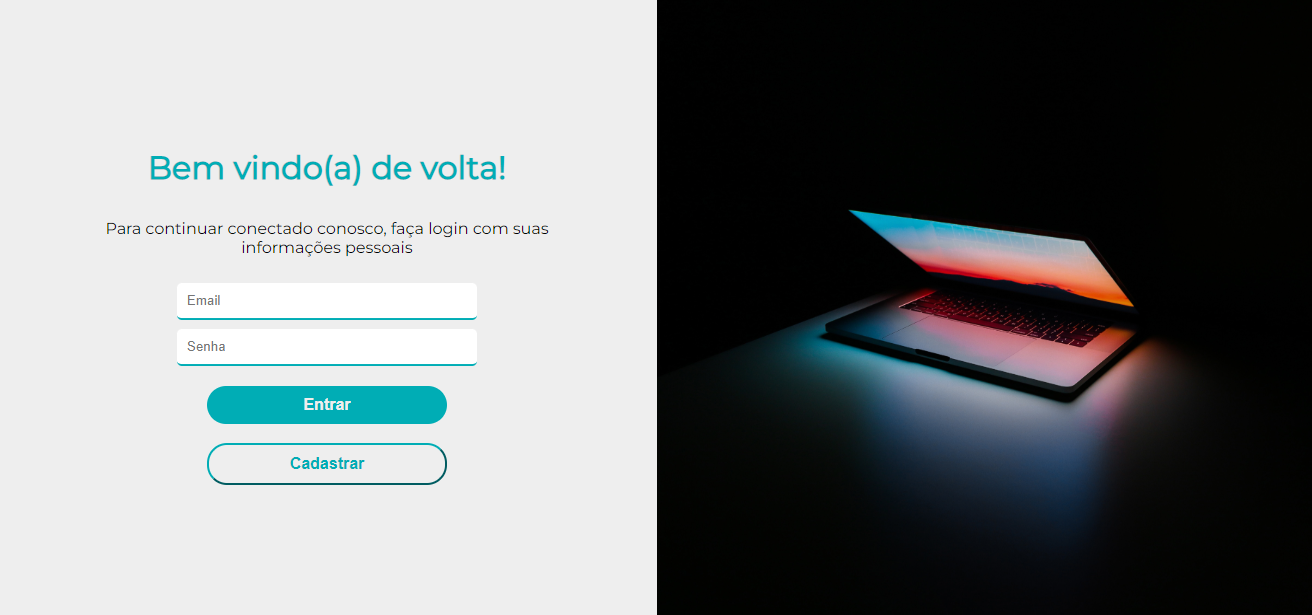 Bem vindo(a) de volta!
Para continuar conectado conosco, faça login com suas
informações pessoais
Email
Senha
Entrar
Cadastrar